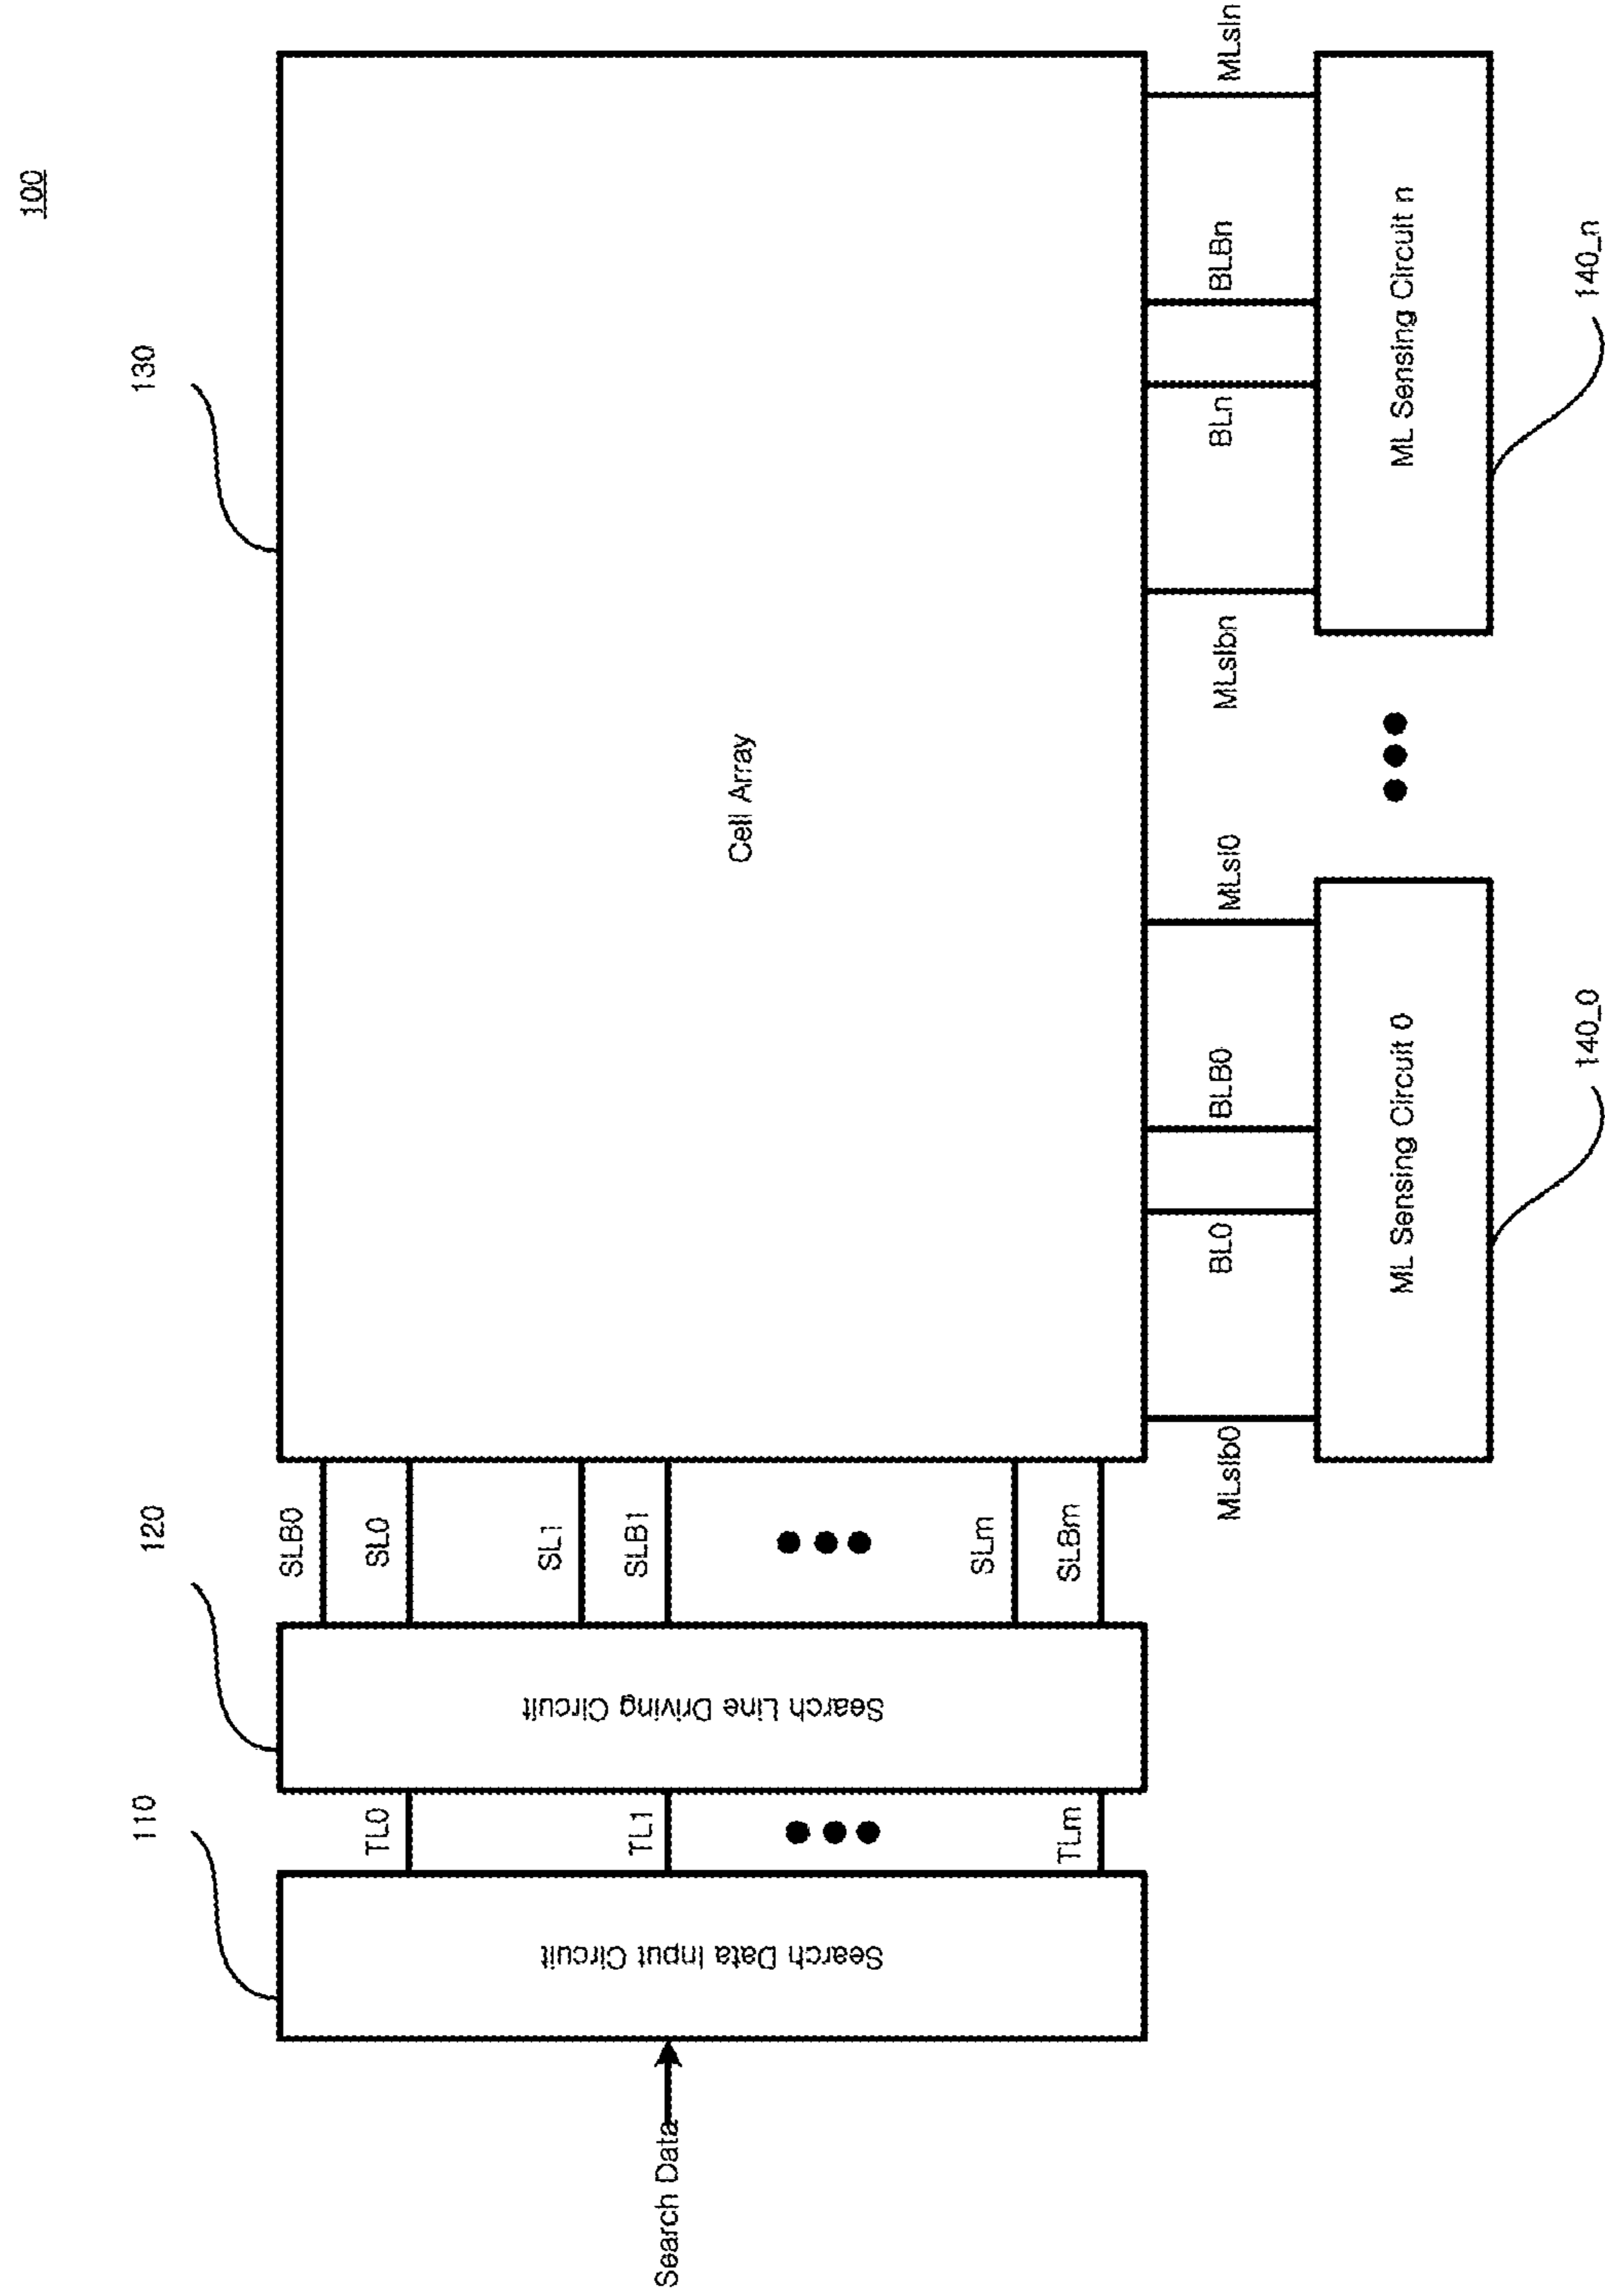 100
130
120
110
Cell Array
SLB0
SL0
SL1
SLB1
SLm
SLBm
Search Line Driving Circuit
TL0
TL1
TLm
Search Data Input Circuit
Search Data
MLslb0
BL0
BLB0
MLsl0
MLslbn
BLn
BLBn
MLsln
ML Sensing Circuit 0
ML Sensing Circuit n
140_0
140_n